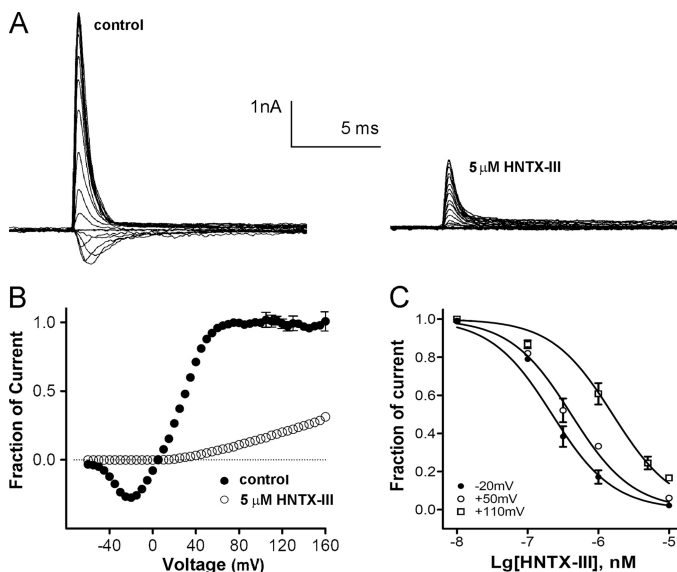 A
control
1nA
5 ms
5 μM HNTX-III
B
Fraction of Current
1.0
0.5
0.0
control
5 μM HNTX-III
-40
0
40
80
120
160
Voltage (mV)
C
Fraction of current
1.0
0.8
0.6
0.4
0.2
0.0
-20mV
+50mV
+110mV
-8
-7
-6
-5
Lg[HNTX-III], nM